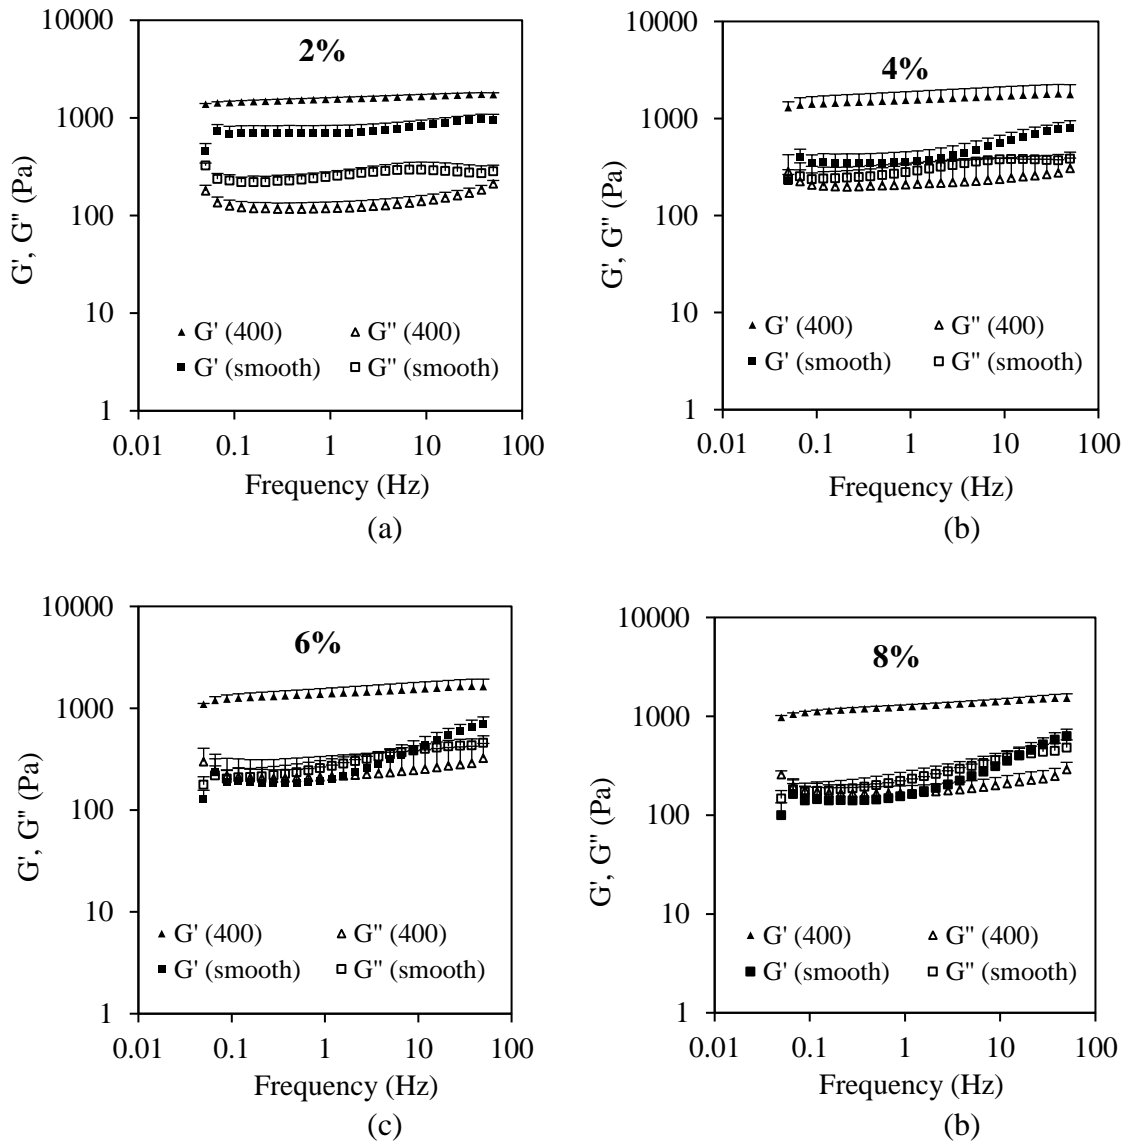 10000
2%
1000
100
10
1
G', G" (Pa)
G' (400) G" (400)
G' (smooth) G" (smooth)
0.01 0.1 1 10 100
Frequency (Hz)
(a)
10000
4%
1000
100
10
1
G', G" (Pa)
G' (400) G" (400)
G' (smooth) G" (smooth)
0.01 0.1 1 10 100
Frequency (Hz)
(b)
10000
6%
1000
100
10
1
G', G" (Pa)
G' (400) G" (400)
G' (smooth) G" (smooth)
0.01 0.1 1 10 100
Frequency (Hz)
(c)
10000
8%
1000
100
10
1
G', G" (Pa)
G' (400) G" (400)
G' (smooth) G" (smooth)
0.01 0.1 1 10 100
Frequency (Hz)
(b)